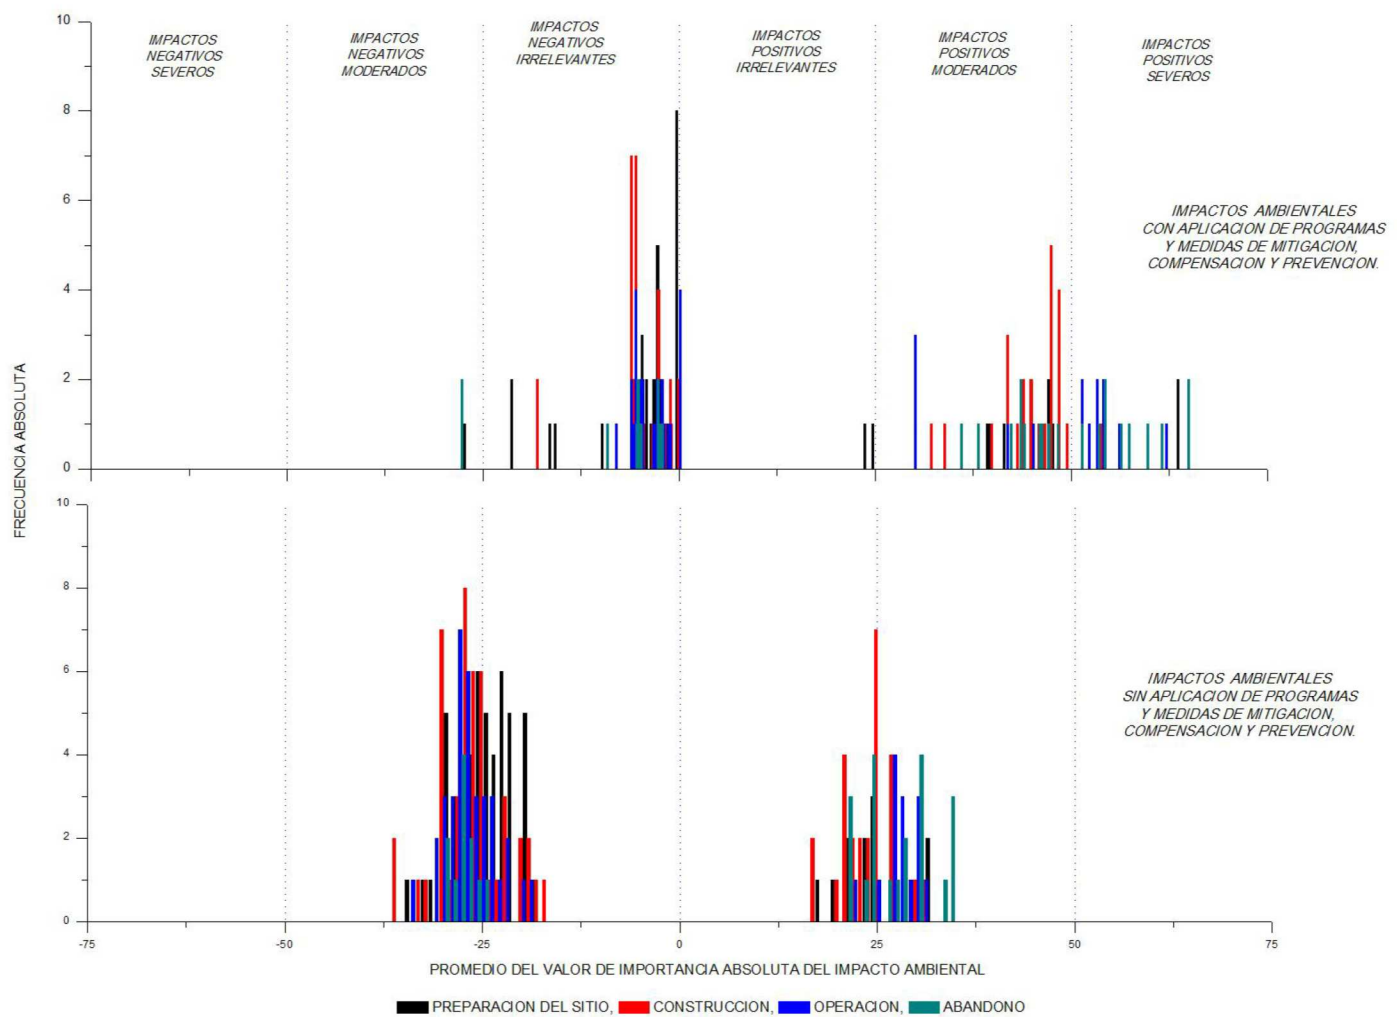 IMPACTOS
NEGATIVOS
SEVEROS
IMPACTOS
NEGATIVOS
MODERADOS
IMPACTOS
NEGATIVOS
IRRELEVANTES
IMPACTOS
POSITIVOS
IRRELEVANTES
IMPACTOS
POSITIVOS
MODERADOS
IMPACTOS
POSITIVOS
SEVEROS
10
8
6
4
2
0
IMPACTOS AMBIENTALES
CON APLICACION DE PROGRAMAS
Y MEDIDAS DE MITIGACION,
COMPENSACION Y PREVENCION.
FRECUENCIA ABSOLUTA
10
8
6
4
2
0
IMPACTOS AMBIENTALES
SIN APLICACION DE PROGRAMAS
Y MEDIDAS DE MITIGACION,
COMPENSACION Y PREVENCION.
-75 -50 -25 0 25 50 75
PROMEDIO DEL VALOR DE IMPORTANCIA ABSOLUTA DEL IMPACTO AMBIENTAL
PREPARACION DEL SITIO, CONSTRUCCION, OPERACION, ABANDONO